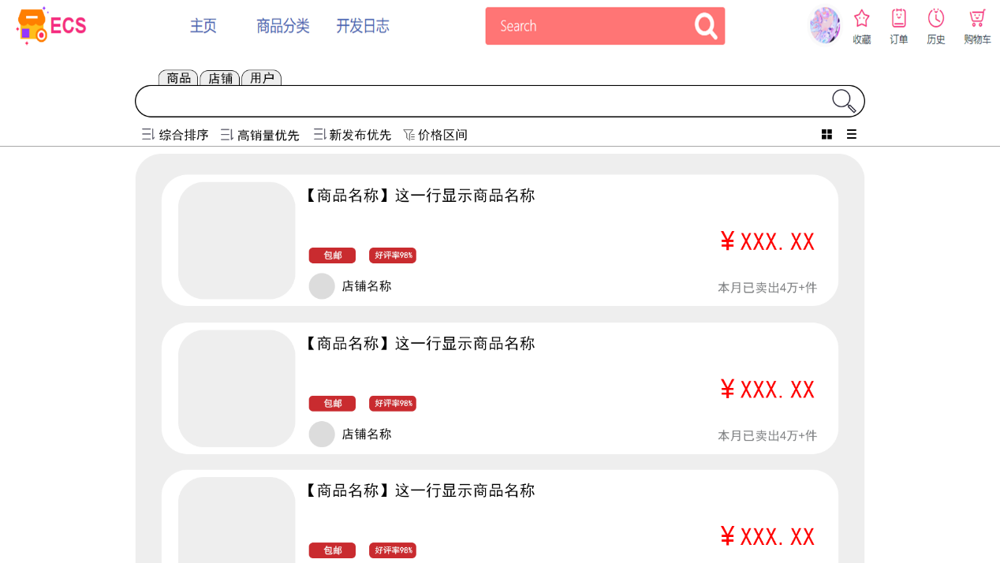 ECS 主页 商品分类 开发日志 Search 收藏 订单 历史 购物车
商品 店铺 用户
综合排序 高销量优先 新发布优先 价格区间
【商品名称】这一行显示商品名称
¥ XXX. XX
包邮 好评率98%
店铺名称 本月已卖出4万+件
【商品名称】这一行显示商品名称
¥ XXX. XX
包邮 好评率98%
店铺名称 本月已卖出4万+件
【商品名称】这一行显示商品名称
¥ XXX. XX
包邮 好评率98%